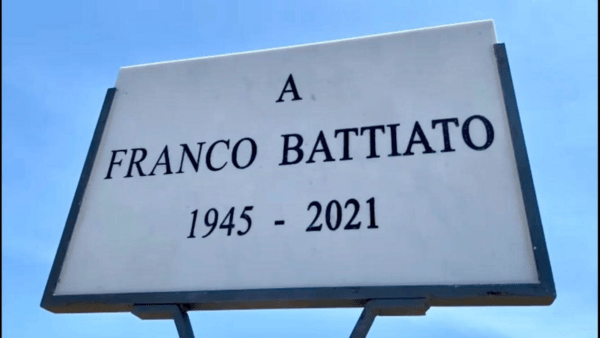 A
FRANCO BATTIATO
1945 - 2021